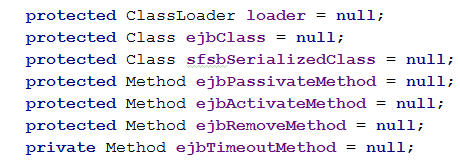 protected ClassLoader loader = null;
protected Class ejbClass = null;
protected Class sfsbSerializedClass = null;
protected Method ejbPassivateMethod = null;
protected Method ejbActivateMethod = null;
protected Method ejbRemoveMethod = null;
private Method ejbTimeoutMethod = null;